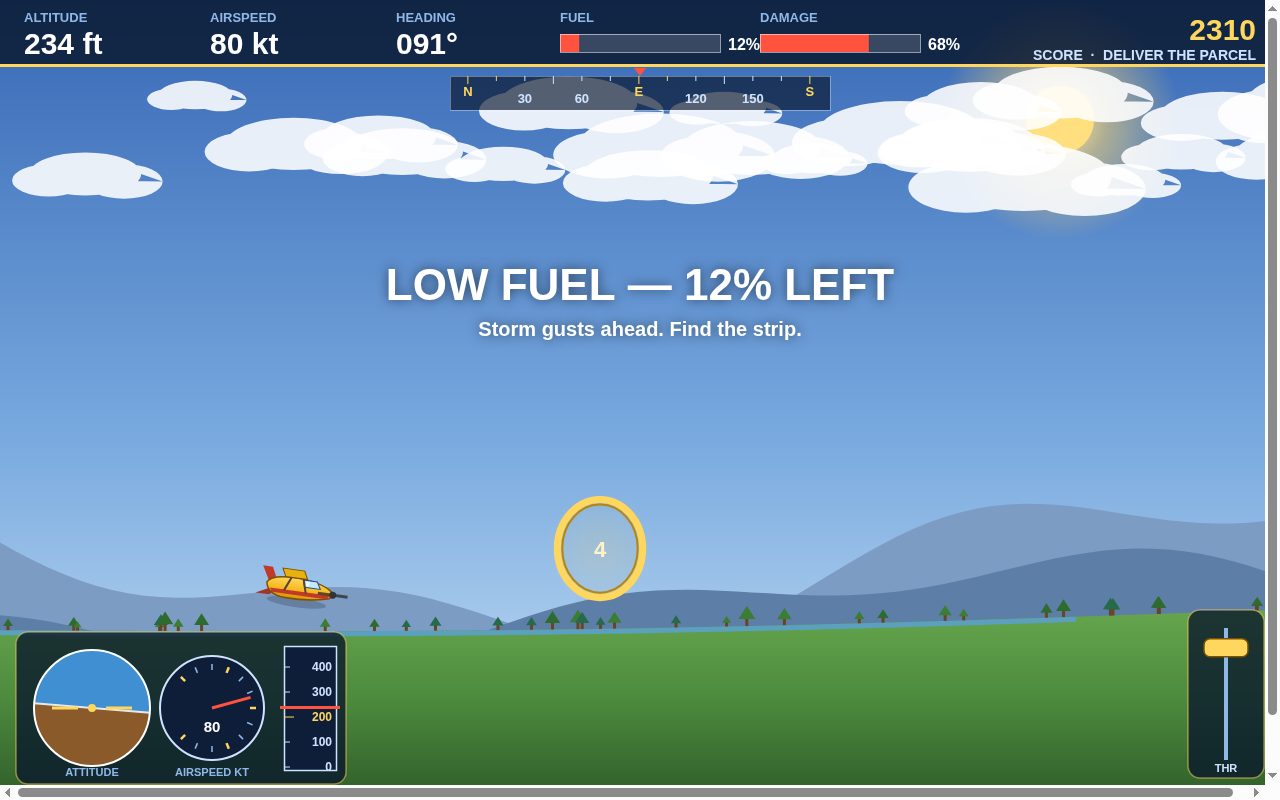 ALTITUDE AIRSPEED HEADING FUEL DAMAGE
234 ft 80 kt 091° 12% 68% 2310
SCORE · DELIVER THE PARCEL
N 30 60 E 120 150 S
LOW FUEL — 12% LEFT
Storm gusts ahead. Find the strip.
4
400
300
200
100
0
80
ATTITUDE AIRSPEED KT
THR